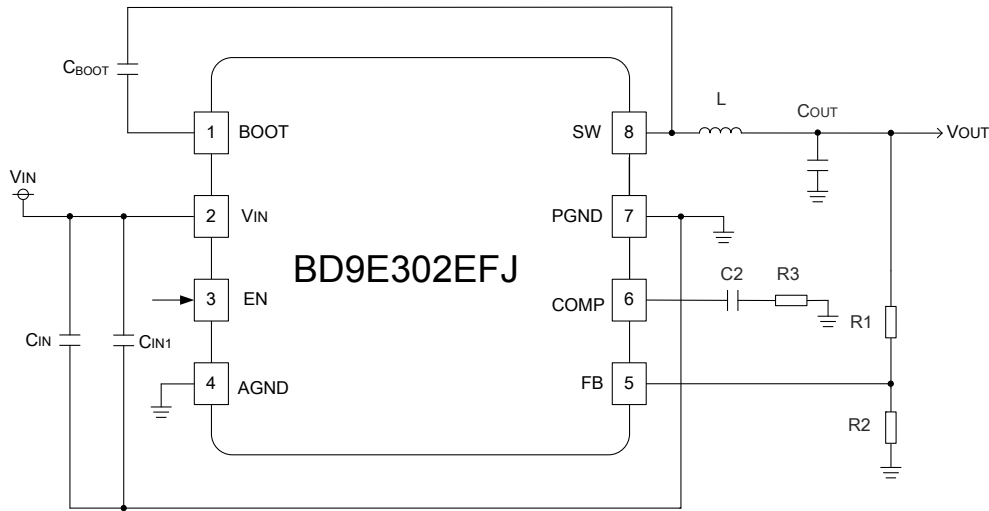 CBOOT
L
COUT
1 BOOT
SW 8
VOUT
VIN
2 VIN
PGND 7
BD9E302EFJ
C2 R3
3 EN
COMP 6
R1
CIN
CIN1
4 AGND
FB 5
R2